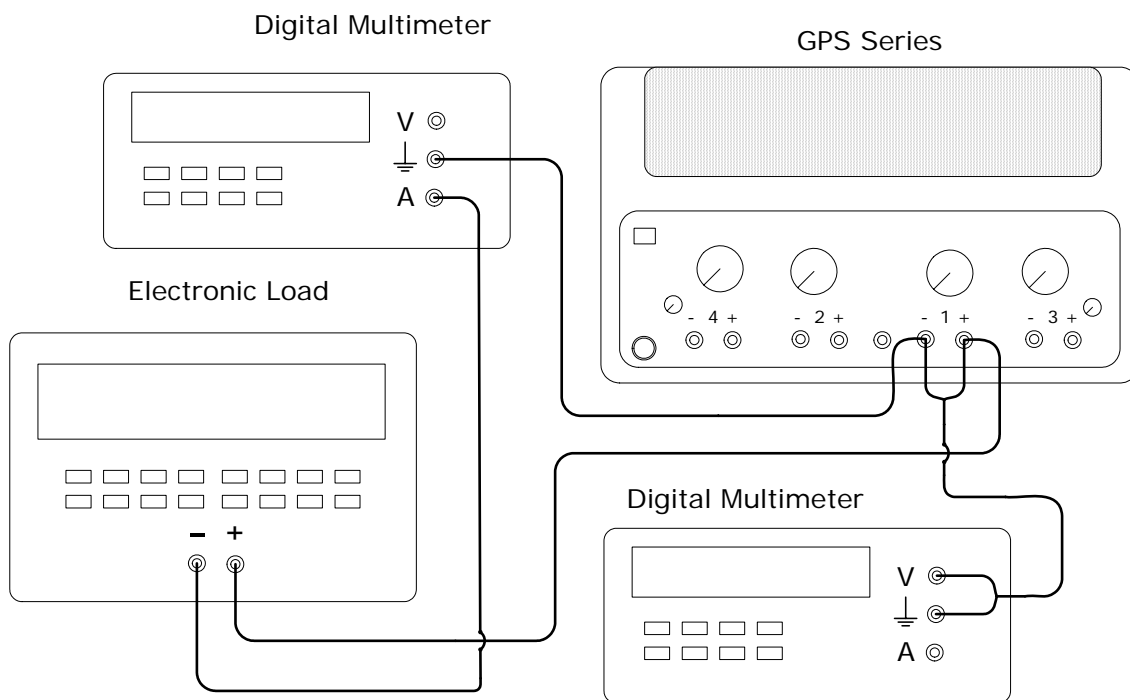 Digital Multimeter
GPS Series
V
A
Electronic Load
- 4 +
- 2 +
- 1 +
- 3 +
- +
Digital Multimeter
V
A